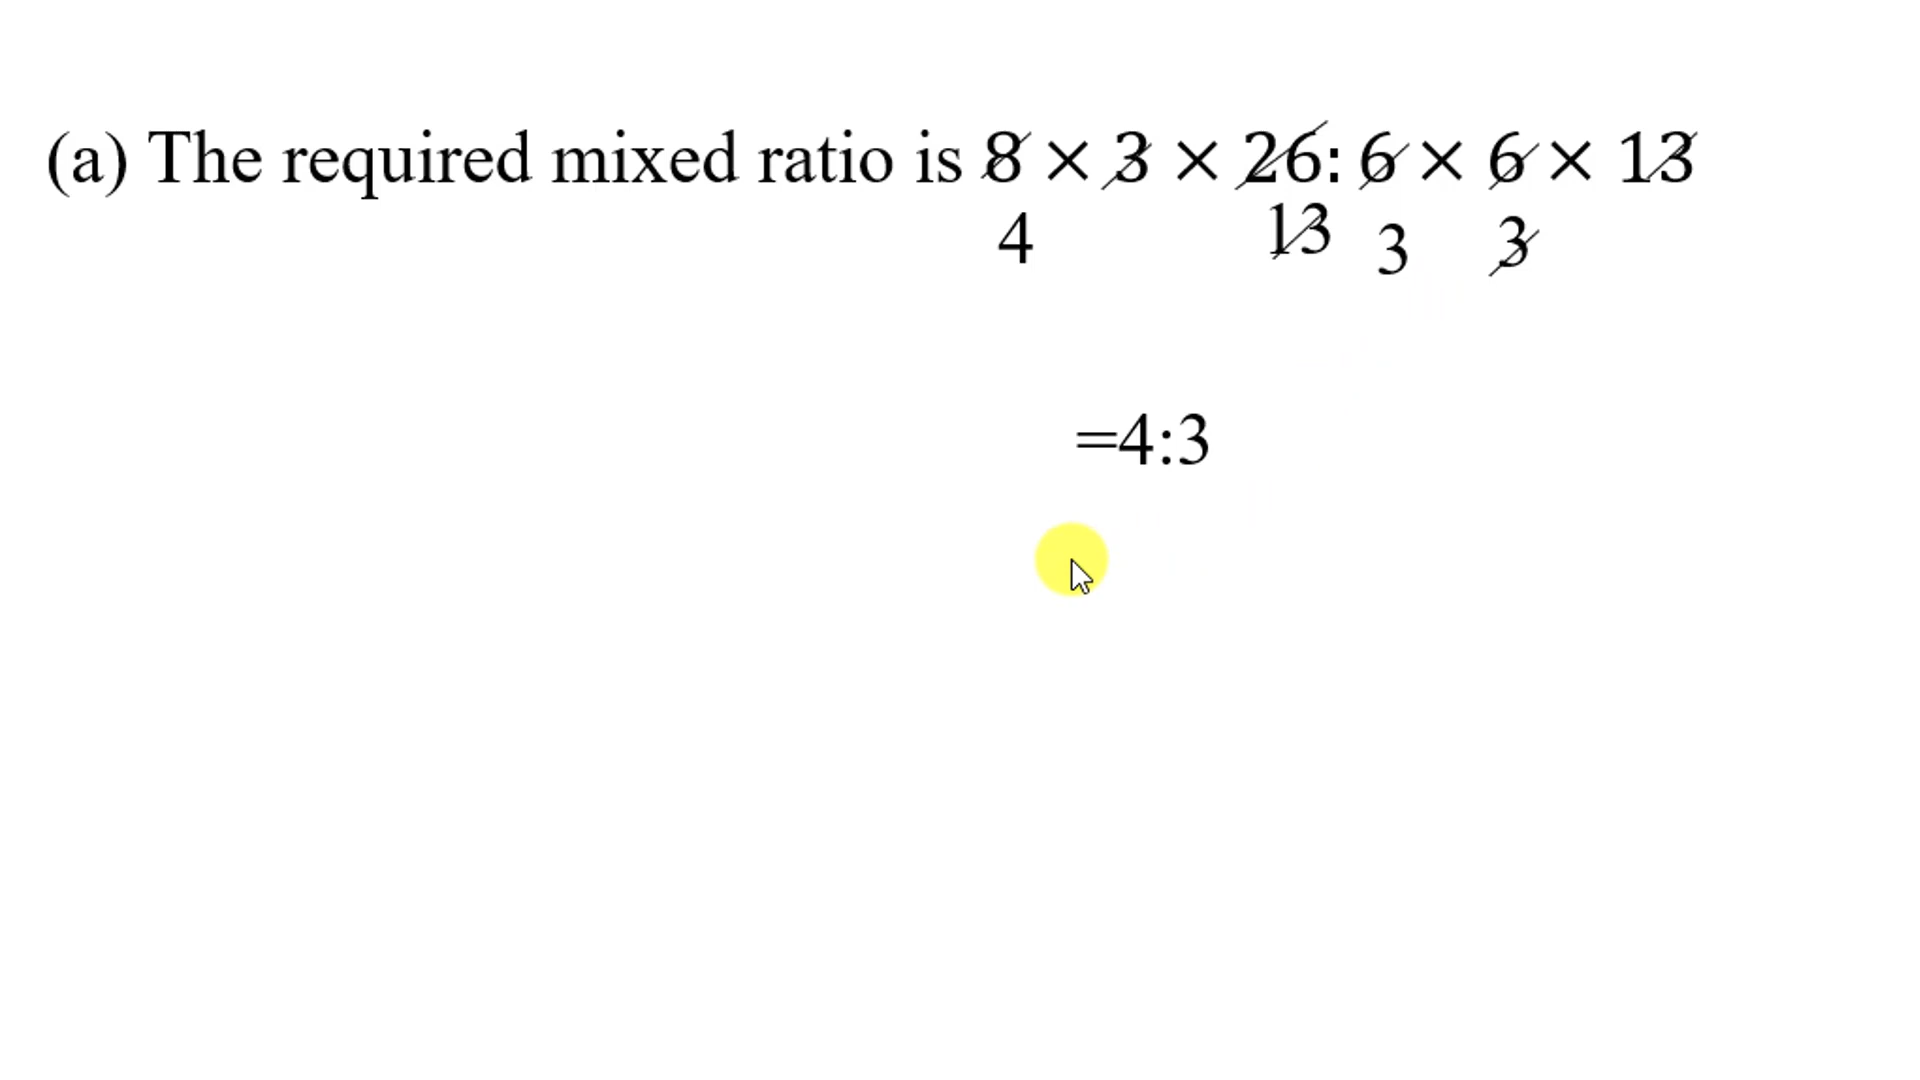 (a) The required mixed ratio is 8 × 3 × 26: 6 × 6 × 13
4 13 3 3
=4:3